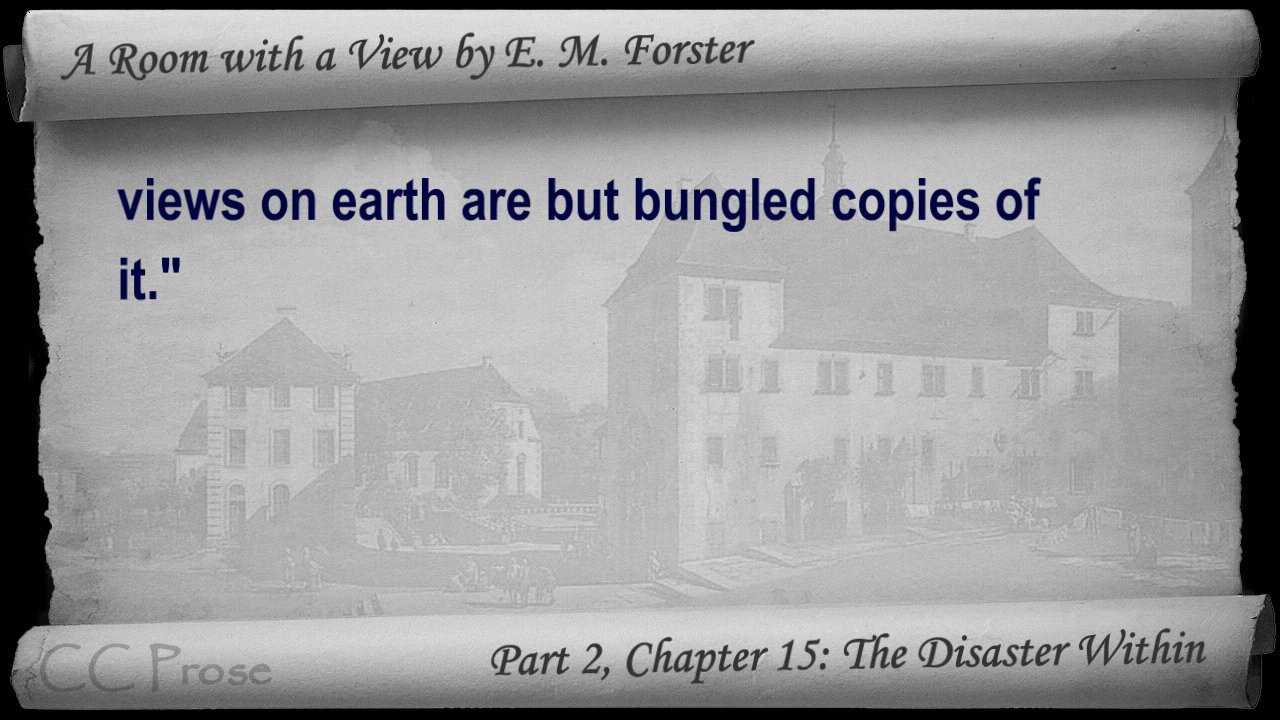 A Room with a View by E. M. Forster
views on earth are but bungled copies of
it."
Part 2, Chapter 15: The Disaster Within
CC Prose